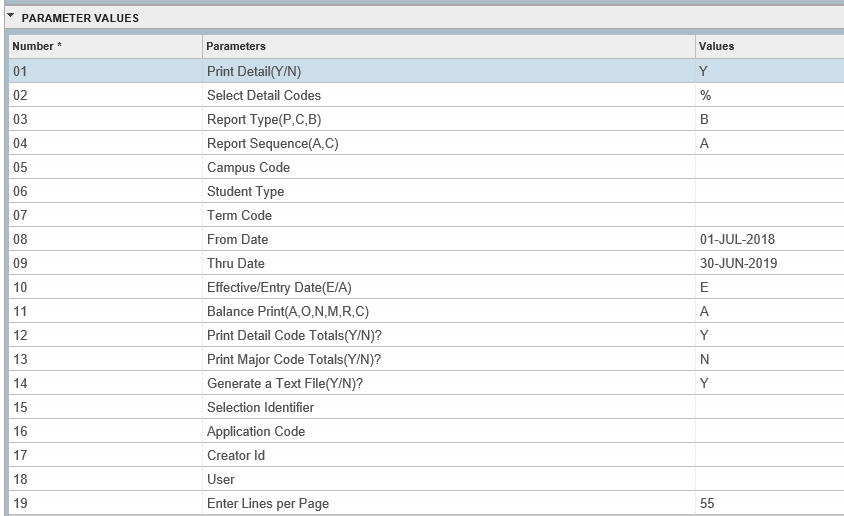 PARAMETER VALUES
Number * Parameters Values
01 Print Detail(Y/N) Y
02 Select Detail Codes %
03 Report Type(P,C,B) B
04 Report Sequence(A,C) A
05 Campus Code
06 Student Type
07 Term Code
08 From Date 01-JUL-2018
09 Thru Date 30-JUN-2019
10 Effective/Entry Date(E/A) E
11 Balance Print(A,O,N,M,R,C) A
12 Print Detail Code Totals(Y/N)? Y
13 Print Major Code Totals(Y/N)? N
14 Generate a Text File(Y/N)? Y
15 Selection Identifier
16 Application Code
17 Creator Id
18 User
19 Enter Lines per Page 55